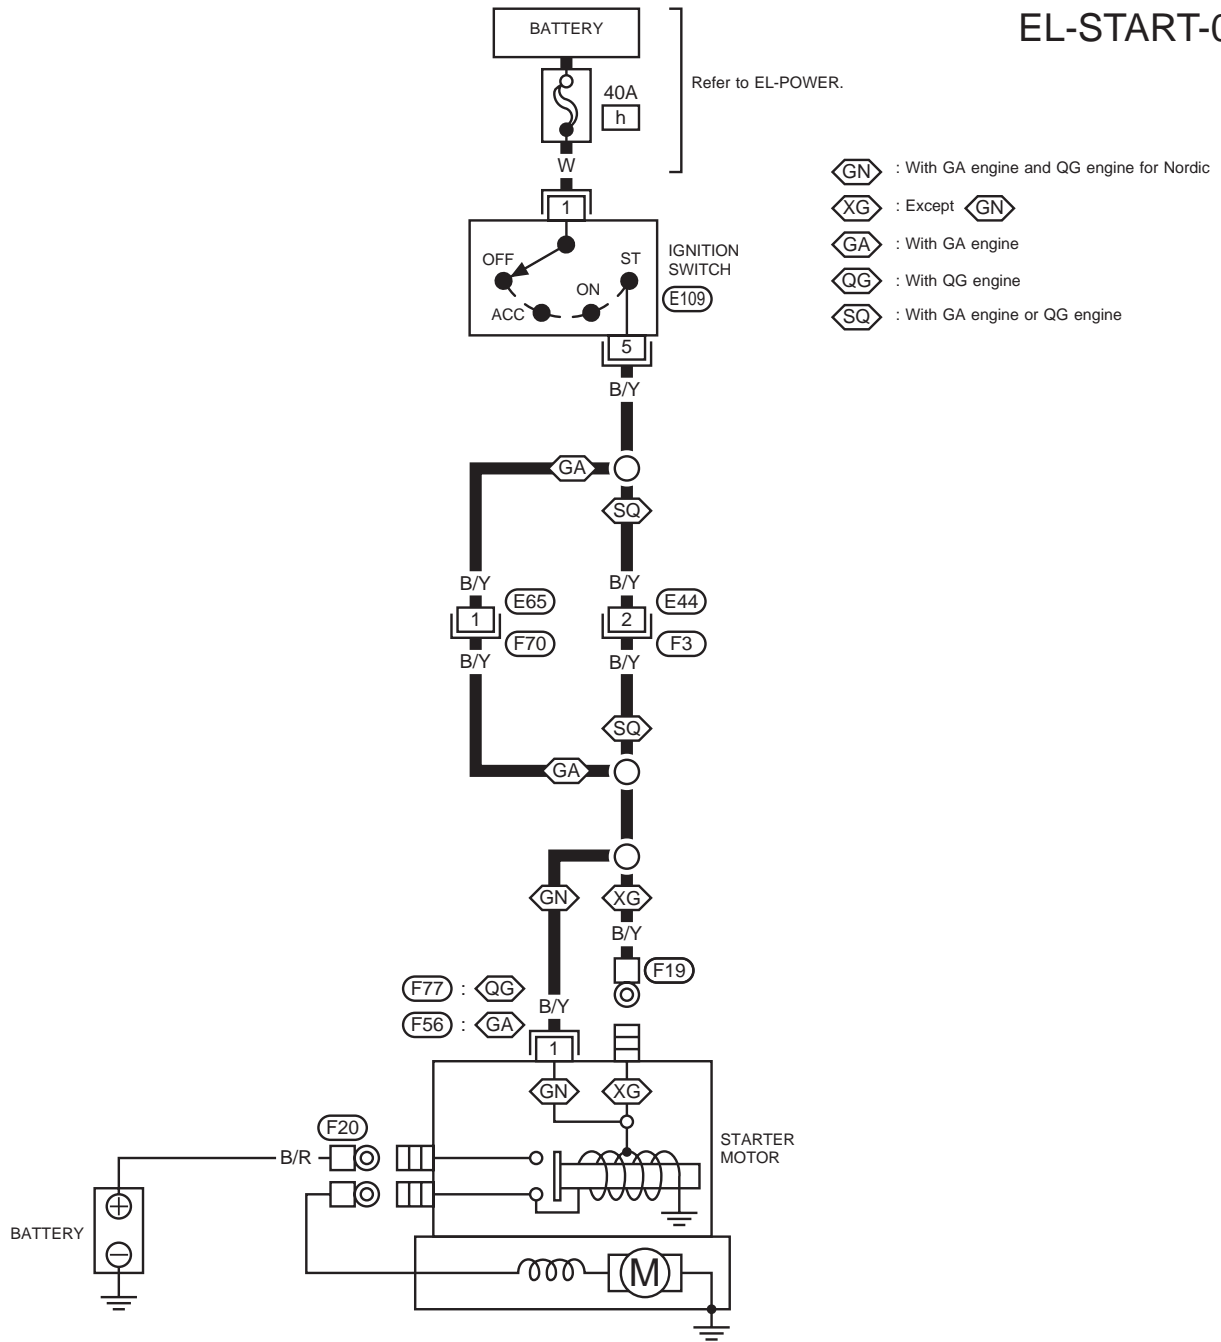 EL-START-0
BATTERY
Refer to EL-POWER.
40A
h
W
1
GN : With GA engine and QG engine for Nordic
XG : Except GN
GA : With GA engine
QG : With QG engine
SQ : With GA engine or QG engine
OFF
ST
ON
ACC
IGNITION
SWITCH
E109
5
B/Y
GA
SQ
B/Y
B/Y
1
E65
2
E44
F70
F3
B/Y
B/Y
SQ
GA
GN
XG
B/Y
F19
F77 : QG
B/Y
F56 : GA
1
GN
XG
F20
B/R
STARTER
MOTOR
BATTERY
+
−
M